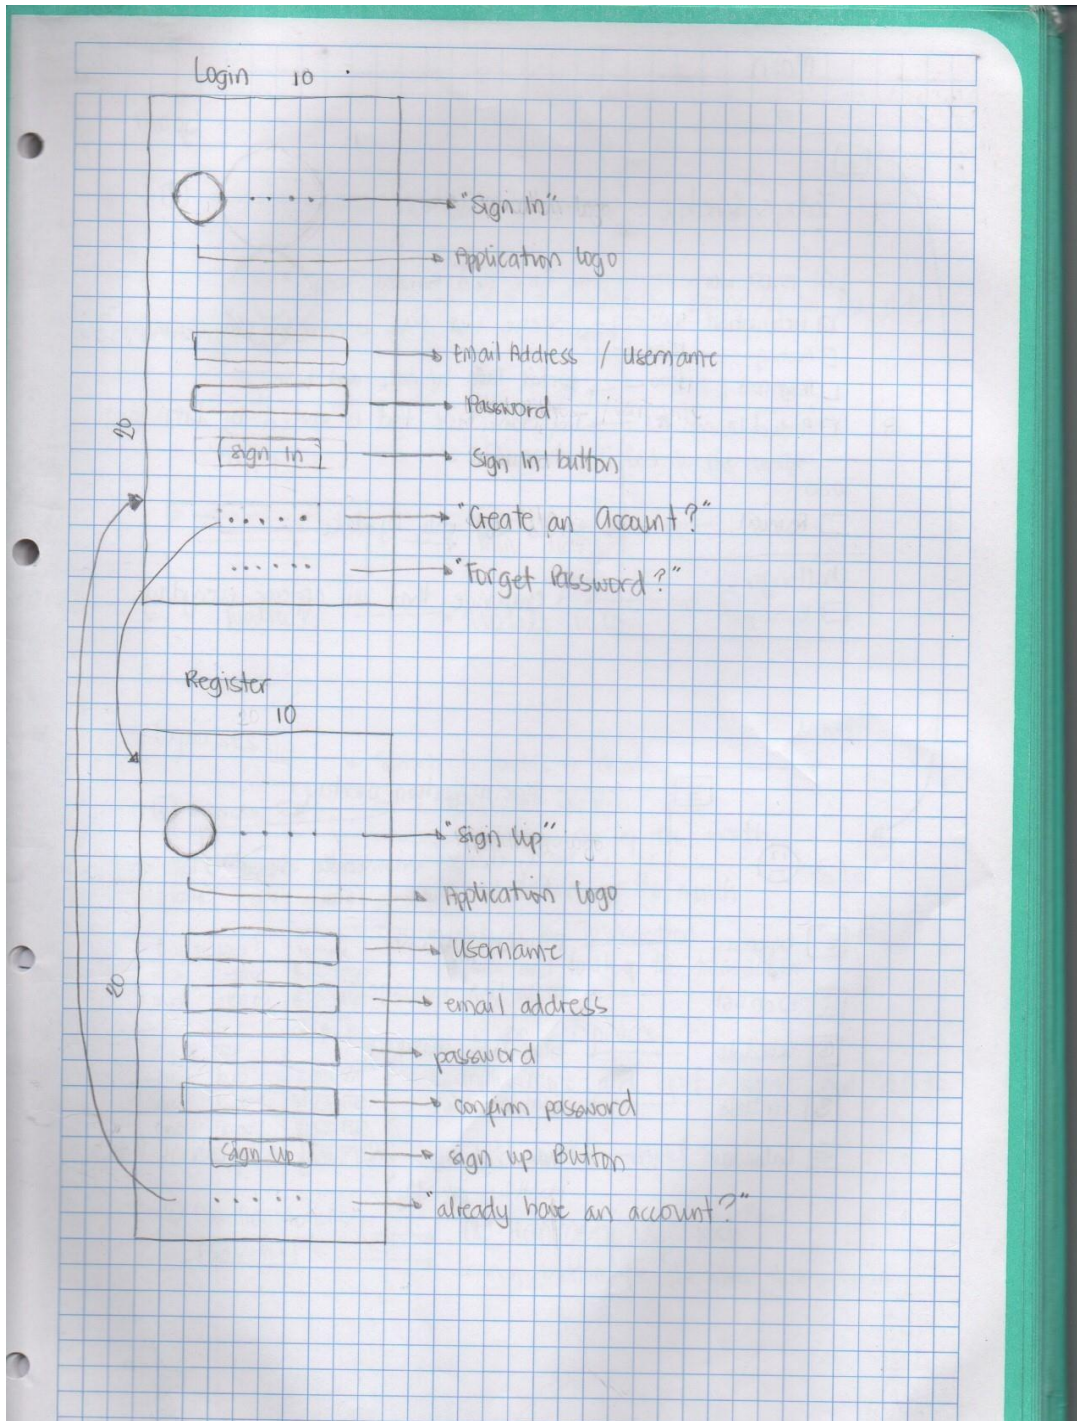 Login 10
"Sign In"
Application logo
Email Address / Username
Password
20
Sign In Sign In button
"Create an Account?"
"Forget Password?"
Register
10
"Sign Up"
Application logo
Username
20
email address
password
confirm password
Sign Up sign up Button
"already have an account?"